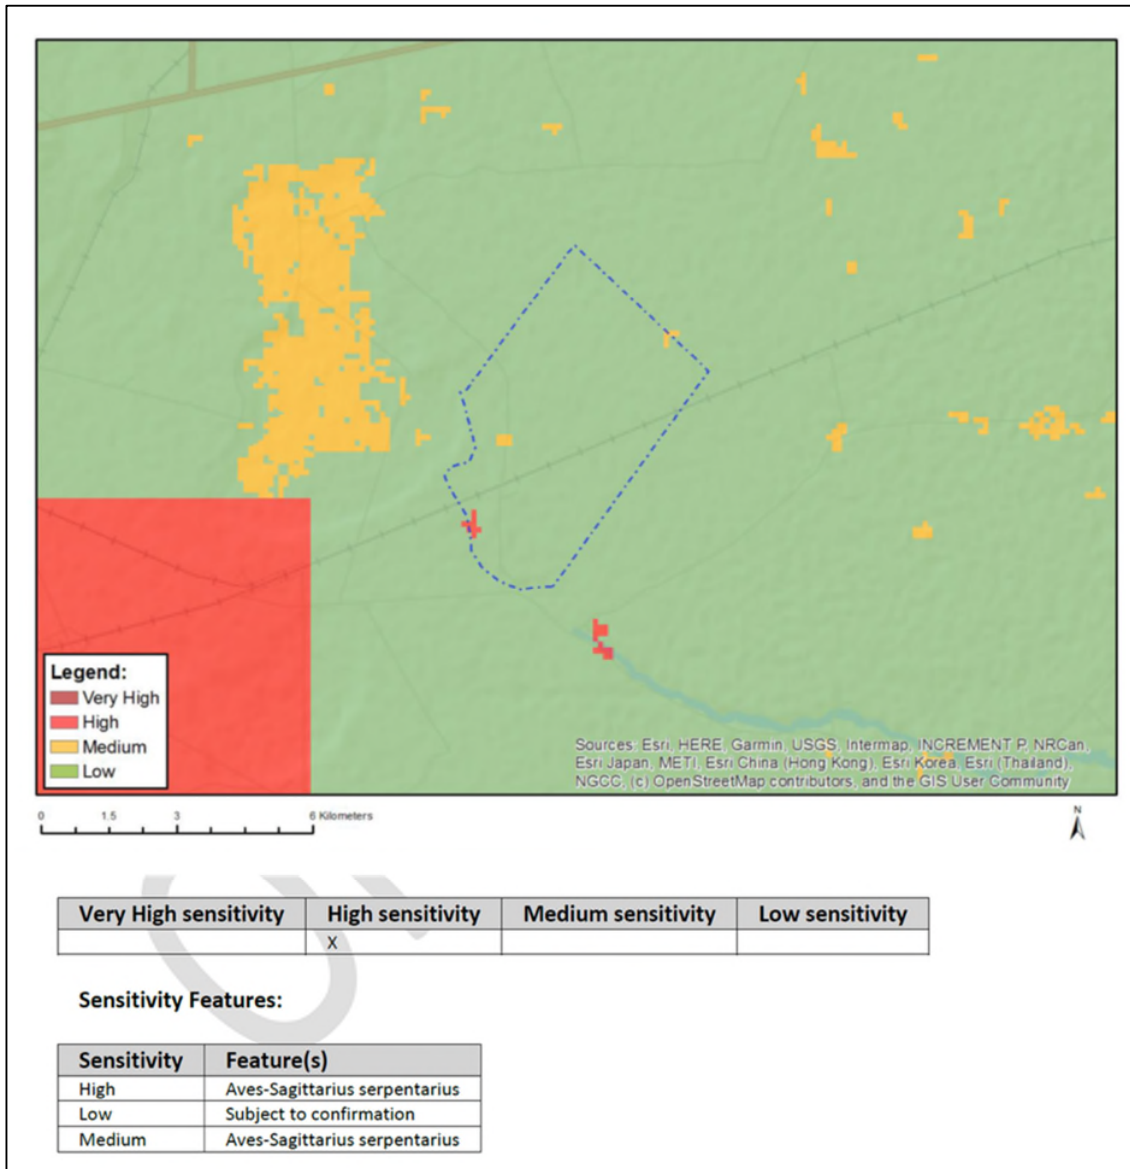 Legend:
Very High
High
Medium
Low
Sources: Esri, HERE, Garmin, USGS, Intermap, INCREMENT P, NRCan,
Esri Japan, METI, Esri China (Hong Kong), Esri Korea, Esri (Thailand),
NGCC, (c) OpenStreetMap contributors, and the GIS User Community
0 1.5 3 6 Kilometers
N
Very High sensitivity High sensitivity Medium sensitivity Low sensitivity
X
Sensitivity Features:
Sensitivity Feature(s)
High Aves-Sagittarius serpentarius
Low Subject to confirmation
Medium Aves-Sagittarius serpentarius